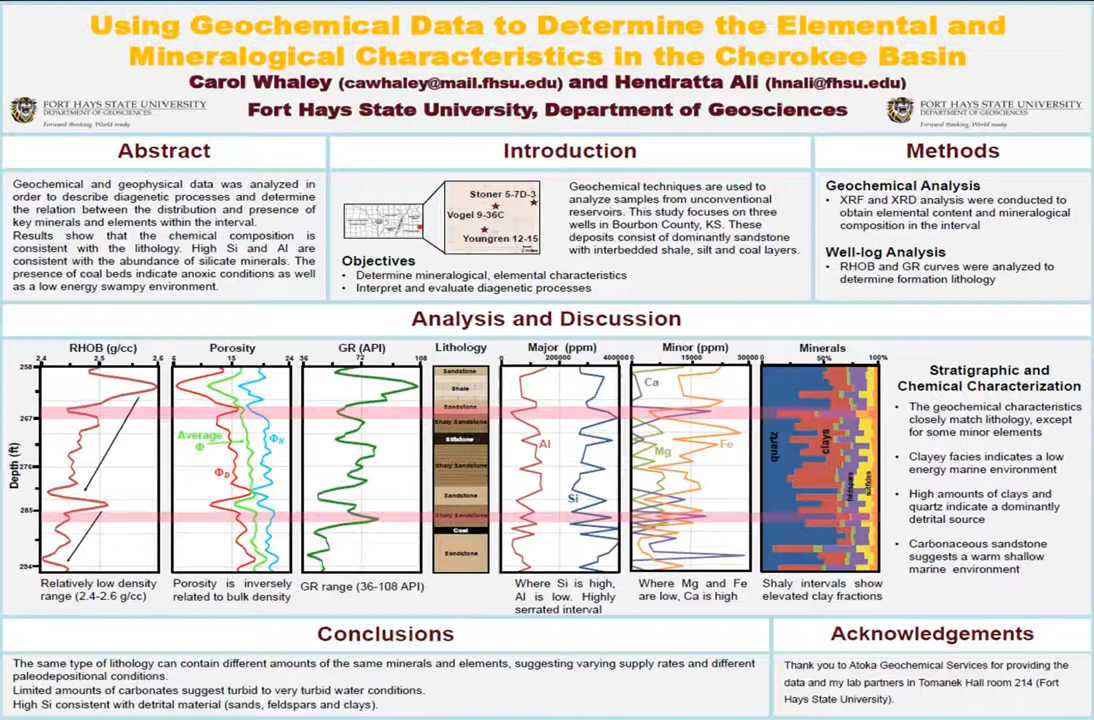 Using Geochemical Data to Determine the Elemental and
Mineralogical Characteristics in the Cherokee Basin
Carol Whaley (cawhaley@mail.fhsu.edu) and Hendratta Ali (hnali@fhsu.edu)
Fort Hays State University, Department of Geosciences
FORT HAYS STATE UNIVERSITY
DEPARTMENT OF GEOSCIENCES
Forward thinking. World ready.
FORT HAYS STATE UNIVERSITY
DEPARTMENT OF GEOSCIENCES
Forward thinking. World ready.
Abstract
Geochemical and geophysical data was analyzed in
order to describe diagenetic processes and determine
the relation between the distribution and presence of
key minerals and elements within the interval.
Results show that the chemical composition is
consistent with the lithology. High Si and Al are
consistent with the abundance of silicate minerals. The
presence of coal beds indicate anoxic conditions as well
as a low energy swampy environment.
Introduction
Stoner 5-7D-3
Vogel 9-36C
Youngren 12-15
Geochemical techniques are used to
analyze samples from unconventional
reservoirs. This study focuses on three
wells in Bourbon County, KS. These
deposits consist of dominantly sandstone
with interbedded shale, silt and coal layers.
Objectives
• Determine mineralogical, elemental characteristics
• Interpret and evaluate diagenetic processes
Methods
Geochemical Analysis
• XRF and XRD analysis were conducted to
obtain elemental content and mineralogical
composition in the interval
Well-log Analysis
• RHOB and GR curves were analyzed to
determine formation lithology
Analysis and Discussion
RHOB (g/cc) Porosity GR (API) Lithology Major (ppm) Minor (ppm) Minerals
2.4 2.5 2.6 6 15 24 36 72 108 0 200000 400000 0 15000 30000 0 50% 100%
Depth (ft)
258
267
276
285
294
Average
Φ
ΦN
ΦD
Sandstone
Shale
Sandstone
Shaly Sandstone
Siltstone
Shaly Sandstone
Sandstone
Shaly Sandstone
Coal
Sandstone
Al
Si
Ca
Mg
Fe
quartz
clays
feldspars
sulfides
Relatively low density
range (2.4-2.6 g/cc)
Porosity is inversely
related to bulk density
GR range (36-108 API)
Where Si is high,
Al is low. Highly
serrated interval
Where Mg and Fe
are low, Ca is high
Shaly intervals show
elevated clay fractions
Stratigraphic and
Chemical Characterization
• The geochemical characteristics
closely match lithology, except
for some minor elements
• Clayey facies indicates a low
energy marine environment
• High amounts of clays and
quartz indicate a dominantly
detrital source
• Carbonaceous sandstone
suggests a warm shallow
marine environment
Conclusions
The same type of lithology can contain different amounts of the same minerals and elements, suggesting varying supply rates and different
paleodepositional conditions.
Limited amounts of carbonates suggest turbid to very turbid water conditions.
High Si consistent with detrital material (sands, feldspars and clays).
Acknowledgements
Thank you to Atoka Geochemical Services for providing the
data and my lab partners in Tomanek Hall room 214 (Fort
Hays State University).